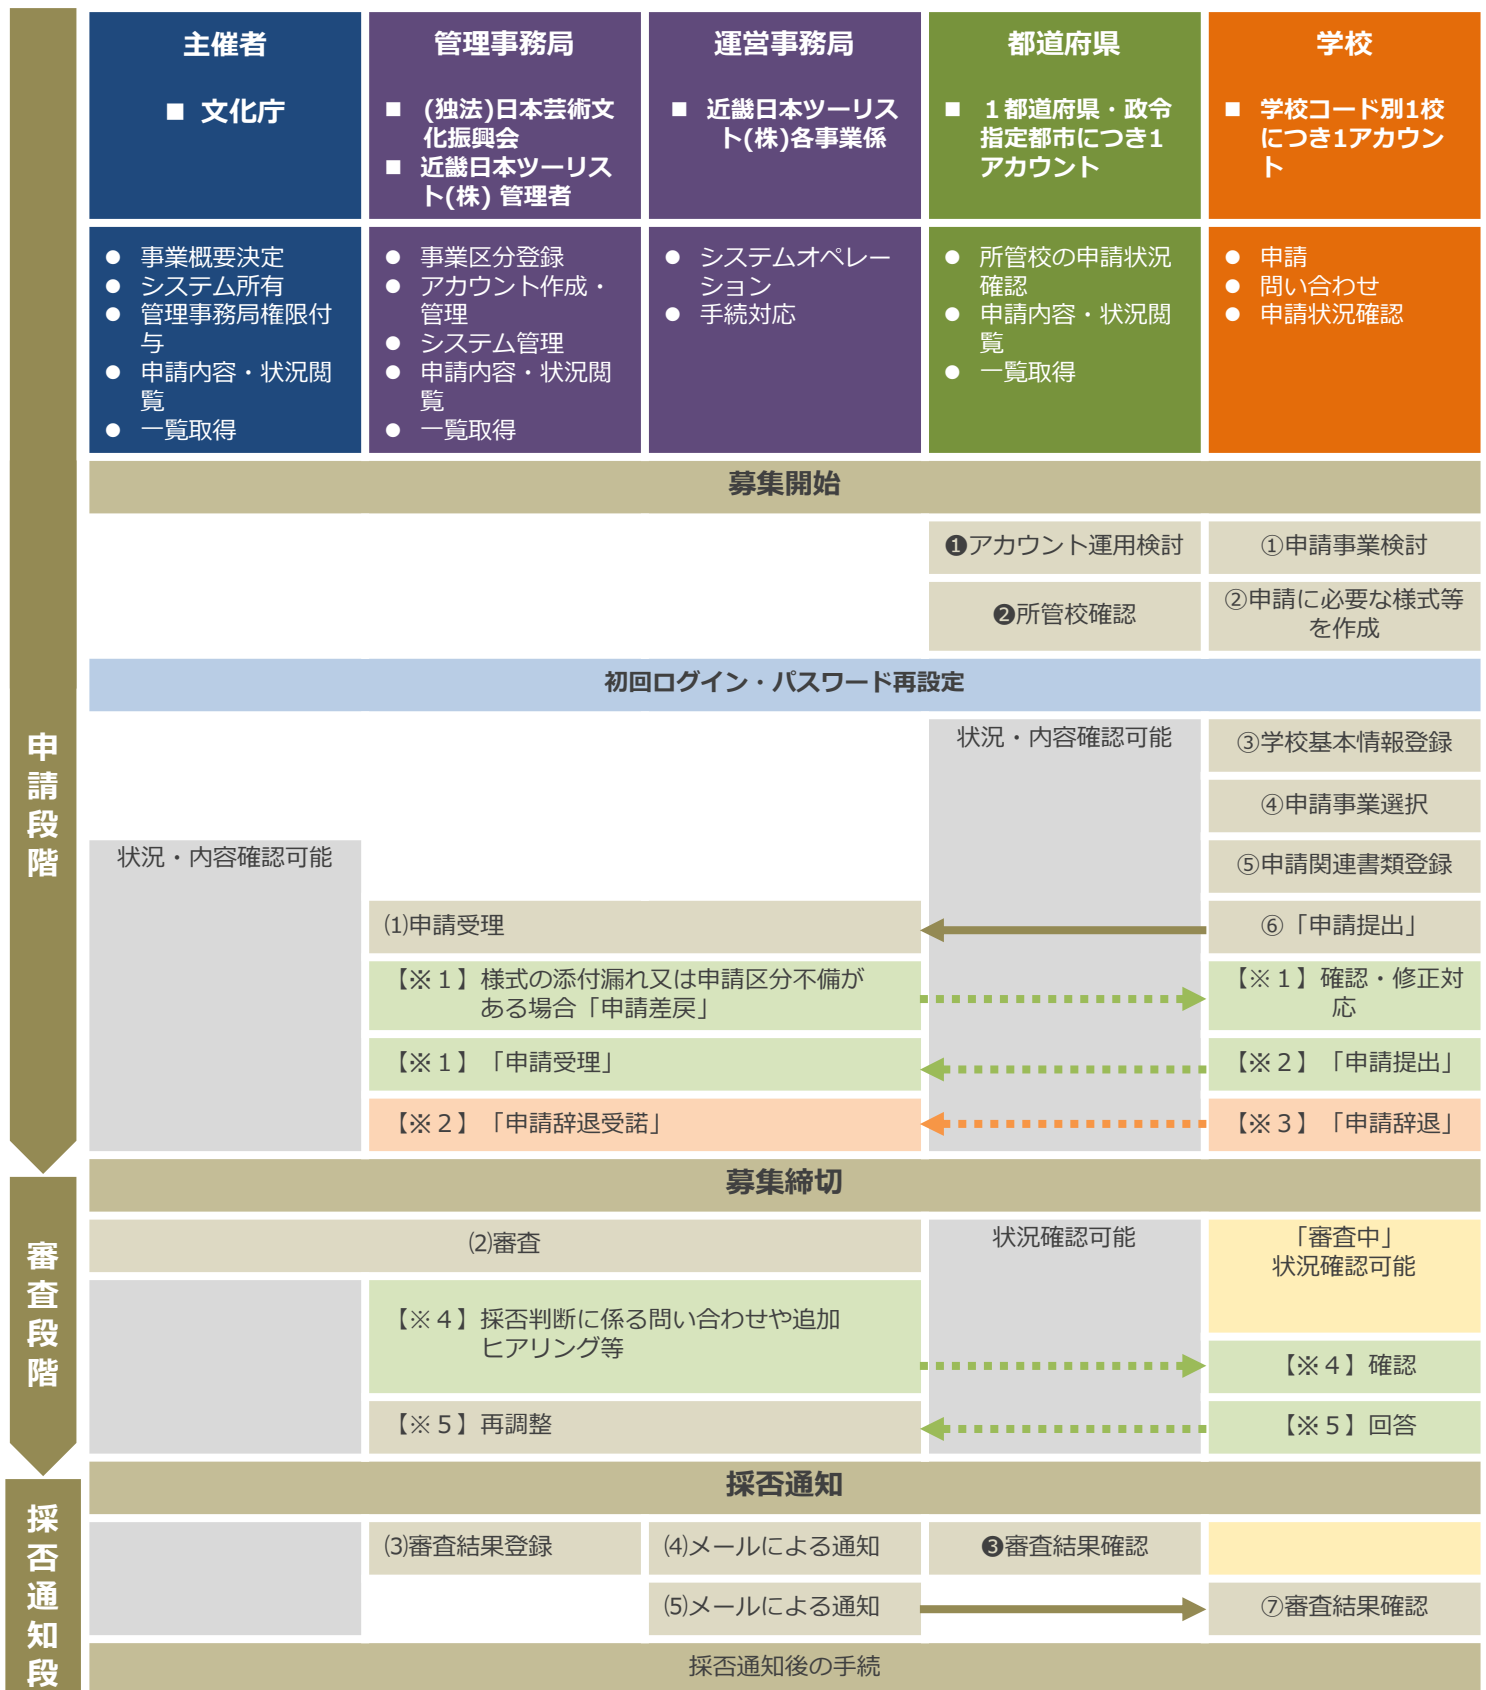 主催者
■ 文化庁
管理事務局
■ (独法)日本芸術文
化振興会
■ 近畿日本ツーリス
ト(株) 管理者
運営事務局
■ 近畿日本ツーリス
ト(株)各事業係
都道府県
■ １都道府県・政令
指定都市につき1
アカウント
学校
■ 学校コード別1校
につき1アカウン
ト
● 事業概要決定
● システム所有
● 管理事務局権限付
与
● 申請内容・状況閲
覧
● 一覧取得
● 事業区分登録
● アカウント作成・
管理
● システム管理
● 申請内容・状況閲
覧
● 一覧取得
● システムオペレー
ション
● 手続対応
● 所管校の申請状況
確認
● 申請内容・状況閲
覧
● 一覧取得
● 申請
● 問い合わせ
● 申請状況確認
申請段階
募集開始
❶アカウント運用検討
①申請事業検討
❷所管校確認
②申請に必要な様式等
を作成
初回ログイン・パスワード再設定
状況・内容確認可能
③学校基本情報登録
④申請事業選択
状況・内容確認可能
⑤申請関連書類登録
⑴申請受理
⑥「申請提出」
【※１】様式の添付漏れ又は申請区分不備が
ある場合「申請差戻」
【※１】確認・修正対
応
【※１】「申請受理」
【※２】「申請提出」
【※２】「申請辞退受諾」
【※３】「申請辞退」
募集締切
審査段階
⑵審査
状況確認可能
「審査中」
状況確認可能
【※４】採否判断に係る問い合わせや追加
ヒアリング等
【※４】確認
【※５】再調整
【※５】回答
採否通知
採否通知段
⑶審査結果登録
⑷メールによる通知
❸審査結果確認
⑸メールによる通知
⑦審査結果確認
採否通知後の手続